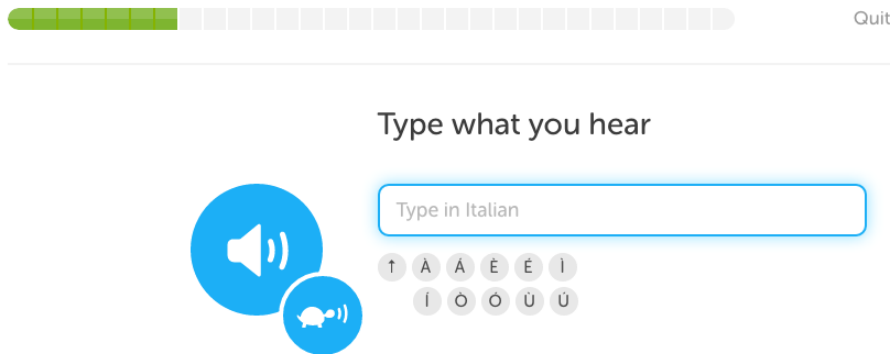 Quit
Type what you hear
Type in Italian
↑ À Á È É Ì
Í Ò Ó Ù Ú